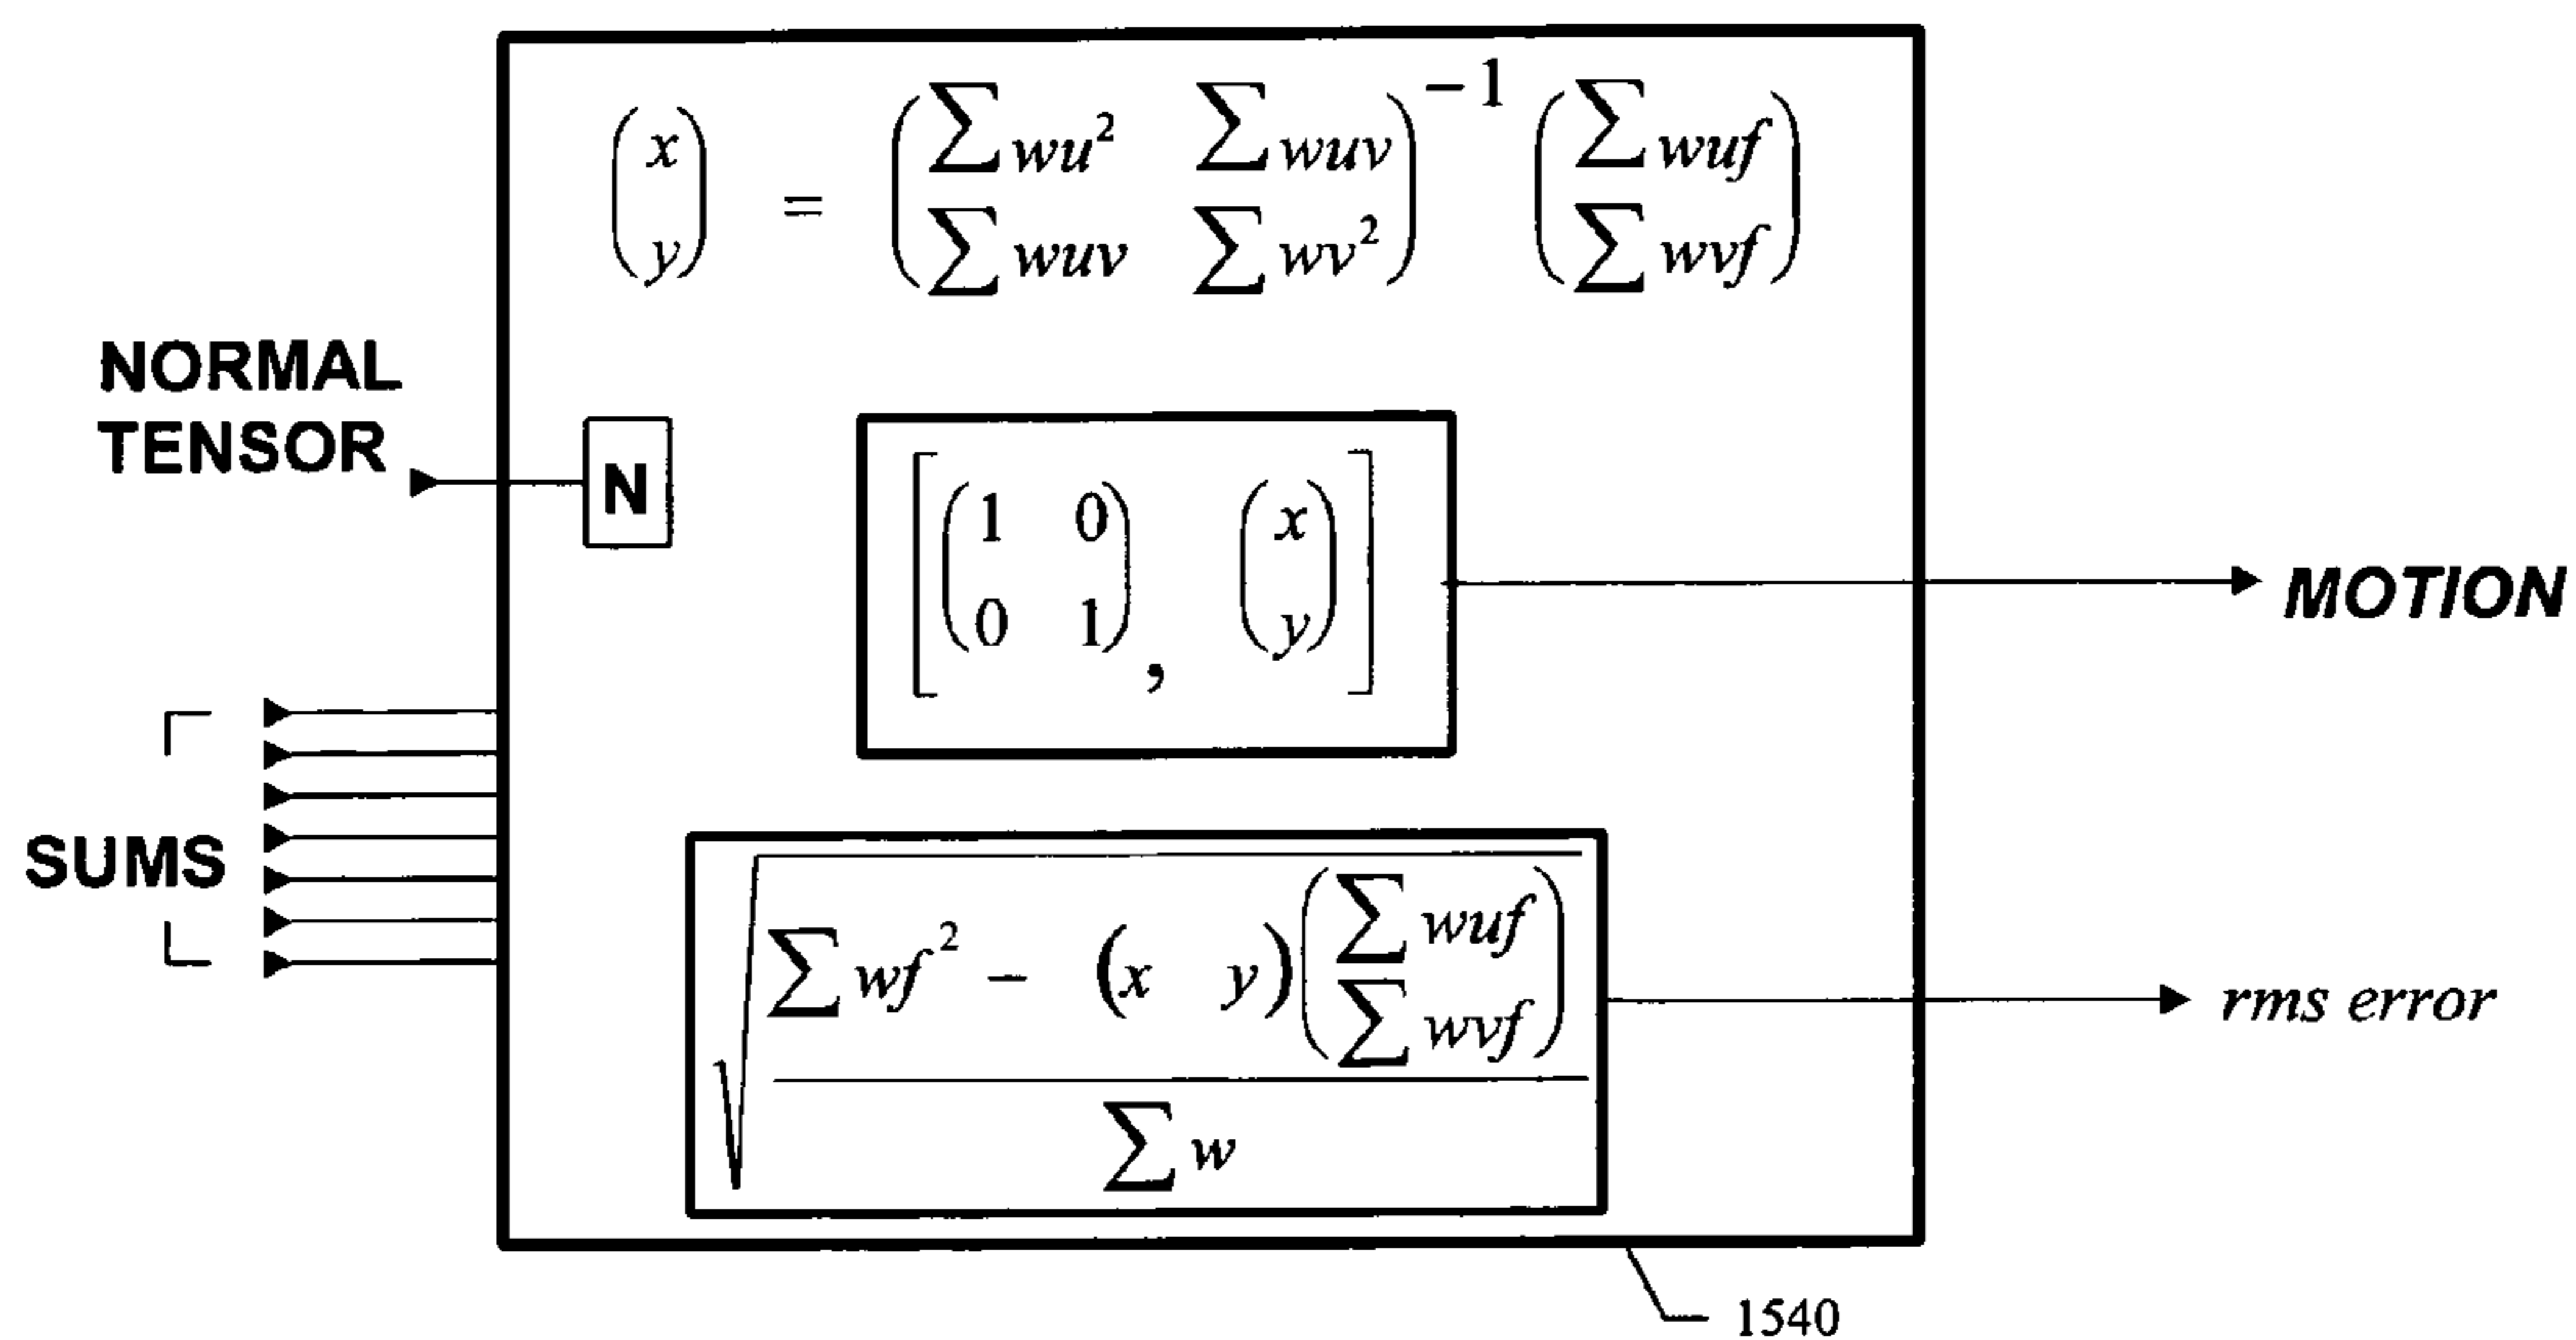 (x y) = (∑wu² ∑wuv ∑wuv ∑wv²)⁻¹ (∑wuf ∑wvf)
NORMAL
TENSOR
N
[(1 0 0 1), (x y)]
MOTION
SUMS
√ ∑wf² − (x y)(∑wuf ∑wvf)
∑w
rms error
1540